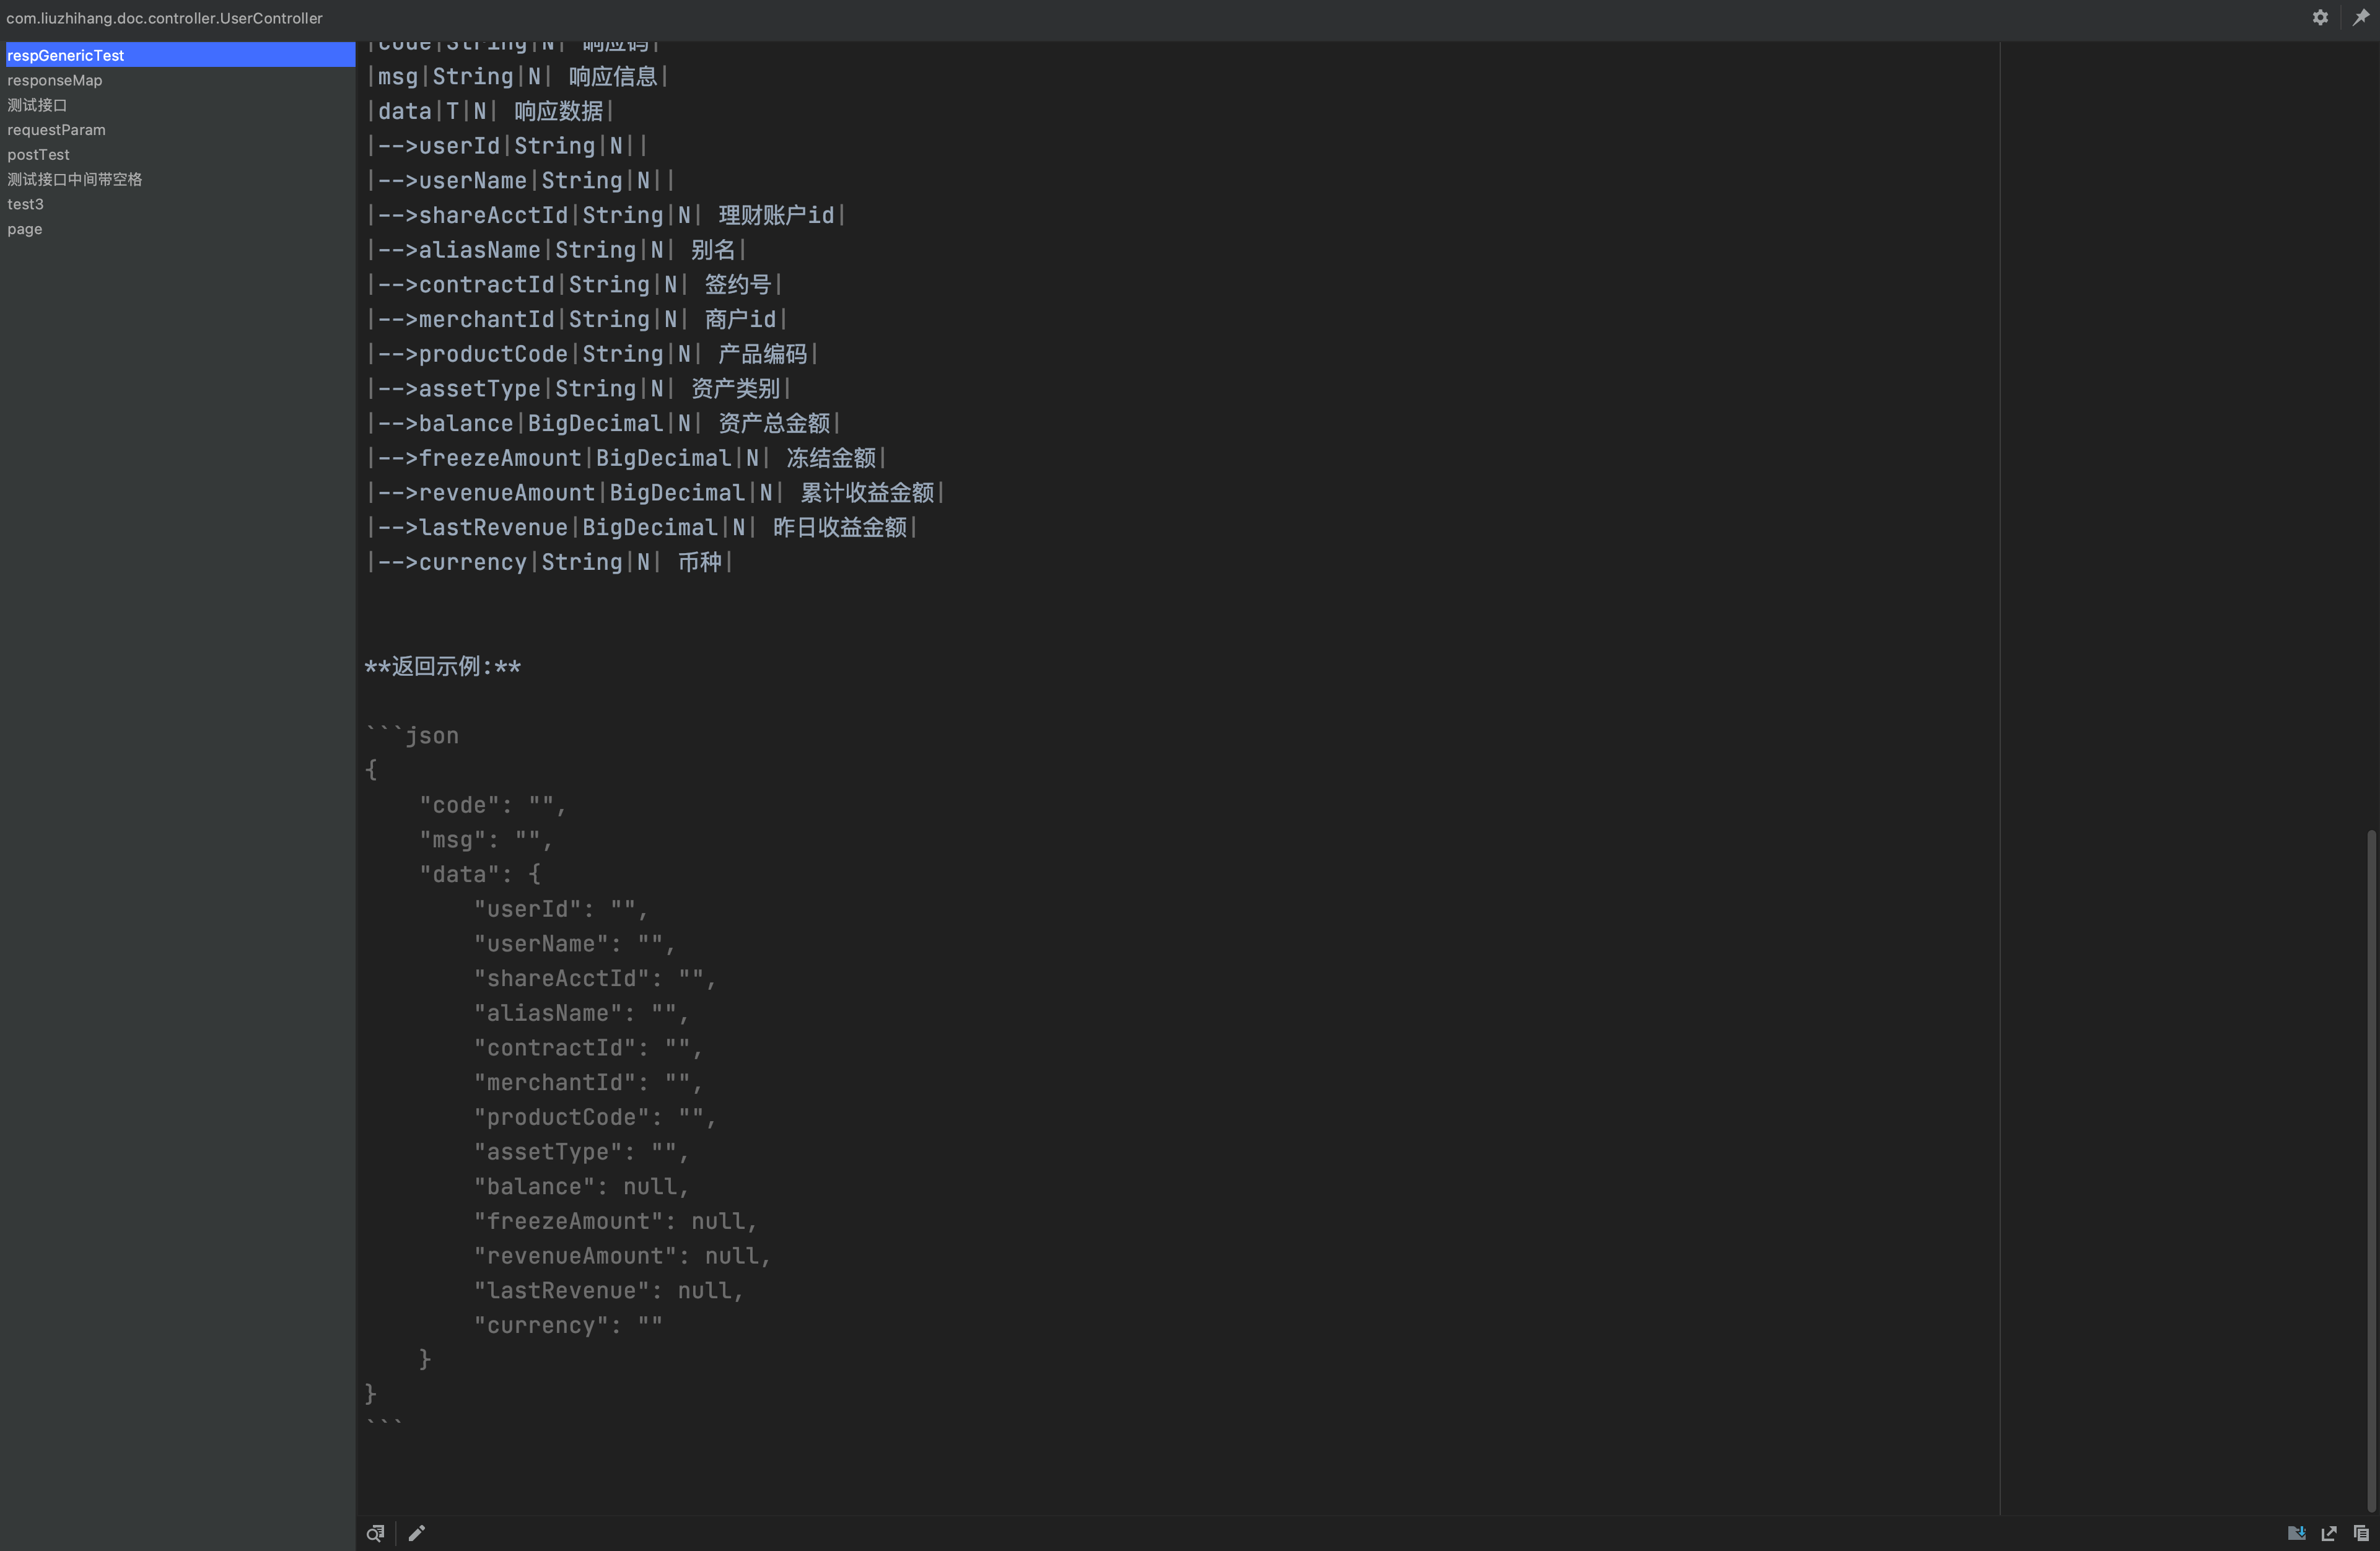 com.liuzhihang.doc.controller.UserController
respGenericTest
responseMap
测试接口
requestParam
postTest
测试接口中间带空格
test3
page
|code|String|N| 响应码|
|msg|String|N| 响应信息|
|data|T|N| 响应数据|
|-->userId|String|N||
|-->userName|String|N||
|-->shareAcctId|String|N| 理财账户id|
|-->aliasName|String|N| 别名|
|-->contractId|String|N| 签约号|
|-->merchantId|String|N| 商户id|
|-->productCode|String|N| 产品编码|
|-->assetType|String|N| 资产类别|
|-->balance|BigDecimal|N| 资产总金额|
|-->freezeAmount|BigDecimal|N| 冻结金额|
|-->revenueAmount|BigDecimal|N| 累计收益金额|
|-->lastRevenue|BigDecimal|N| 昨日收益金额|
|-->currency|String|N| 币种|
**返回示例:**
```json
{
    "code": "",
    "msg": "",
    "data": {
        "userId": "",
        "userName": "",
        "shareAcctId": "",
        "aliasName": "",
        "contractId": "",
        "merchantId": "",
        "productCode": "",
        "assetType": "",
        "balance": null,
        "freezeAmount": null,
        "revenueAmount": null,
        "lastRevenue": null,
        "currency": ""
    }
}
```